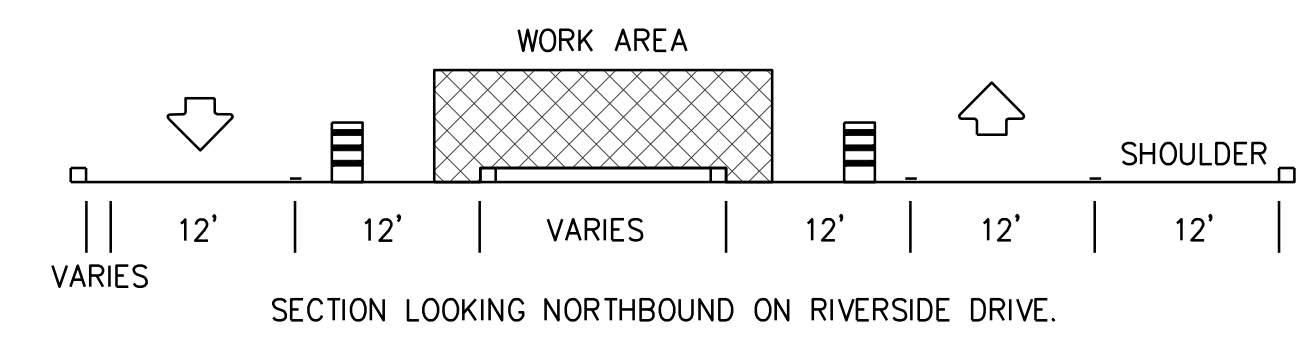 WORK AREA
SHOULDER
12' 12' VARIES 12' 12' 12'
VARIES
SECTION LOOKING NORTHBOUND ON RIVERSIDE DRIVE.